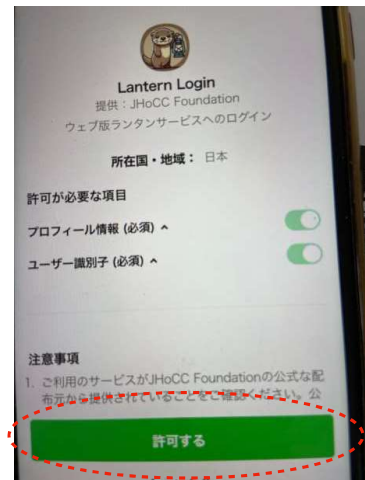 Lantern Login
提供：JHoCC Foundation
ウェブ版ランタンサービスへのログイン
所在国・地域： 日本
許可が必要な項目
プロフィール情報 (必須)
ユーザー識別子 (必須)
注意事項
1. ご利用のサービスがJHoCC Foundationの公式な配
布元から提供されていることをご確認ください。公
許可する